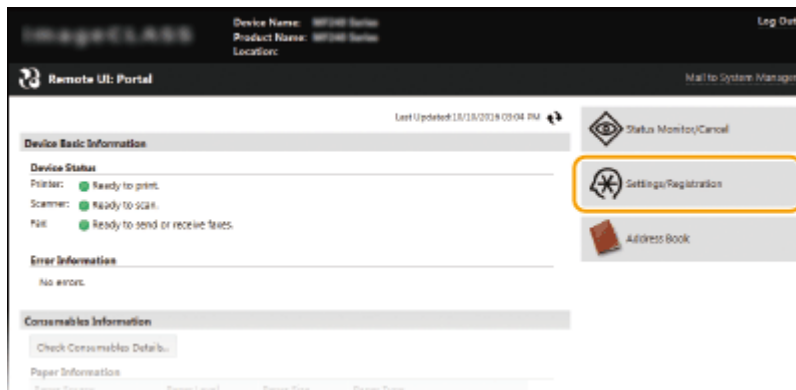 imageCLASS
Device Name:
Product Name:
Location:
Log Out
Remote UI: Portal
Mail to System Manager
Last Updated:10/10/2016 03:04 PM
Device Basic Information
Device Status
Printer: Ready to print.
Scanner: Ready to scan.
Fax: Ready to send or receive faxes.
Error Information
No errors.
Consumables Information
Check Consumables Details...
Paper Information
Status Monitor/Cancel
Settings/Registration
Address Book